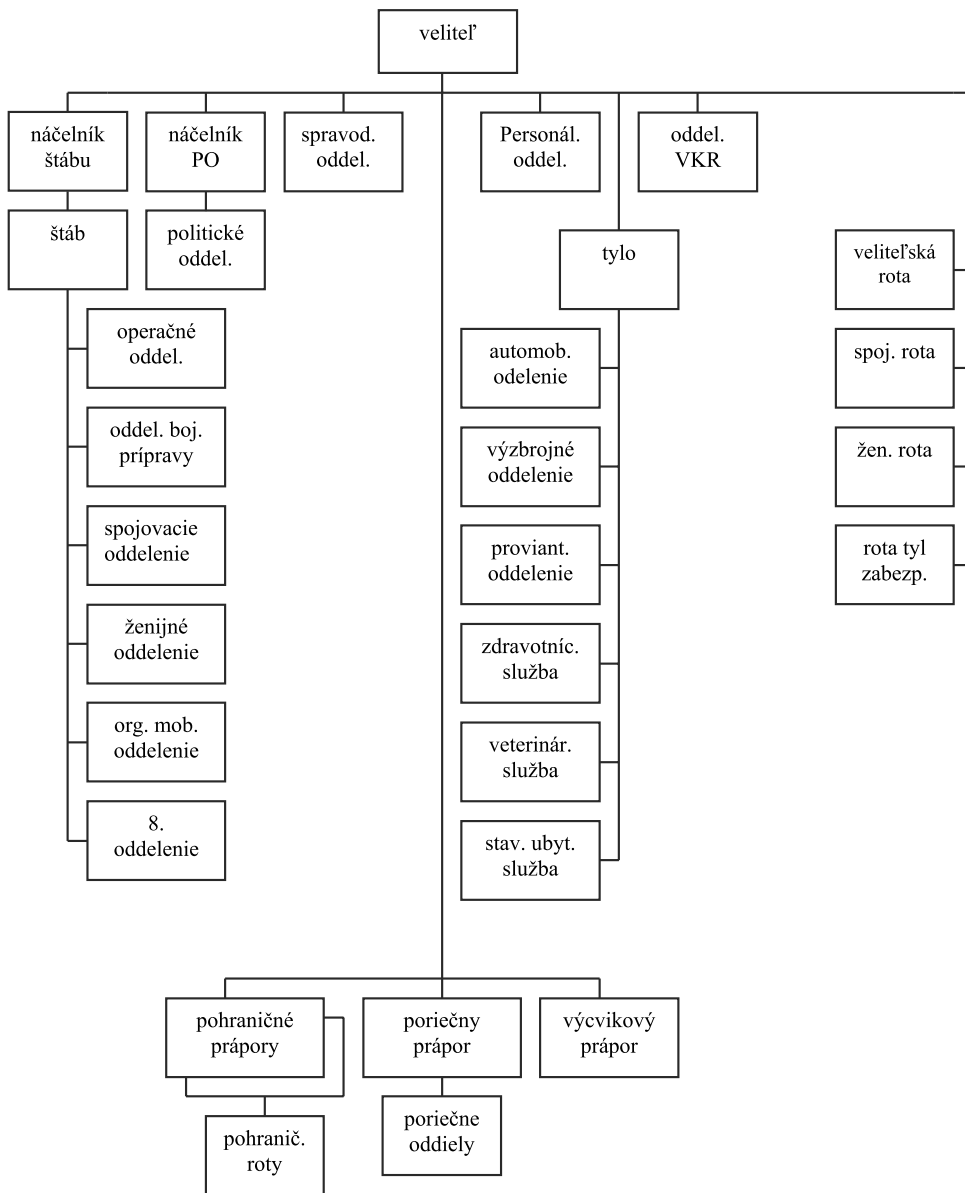 veliteľ
náčelník
štábu
náčelník
PO
spravod.
oddel.
Personál.
oddel.
oddel.
VKR
štáb
politické
oddel.
tylo
veliteľská
rota
operačné
oddel.
automob.
odelenie
spoj. rota
oddel. boj.
prípravy
výzbrojné
oddelenie
žen. rota
spojovacie
oddelenie
proviant.
oddelenie
rota tyl
zabezp.
ženijné
oddelenie
zdravotníc.
služba
org. mob.
oddelenie
veterinár.
služba
8.
oddelenie
stav. ubyt.
služba
pohraničné
prápory
poriečny
prápor
výcvikový
prápor
pohranič.
roty
poriečne
oddiely